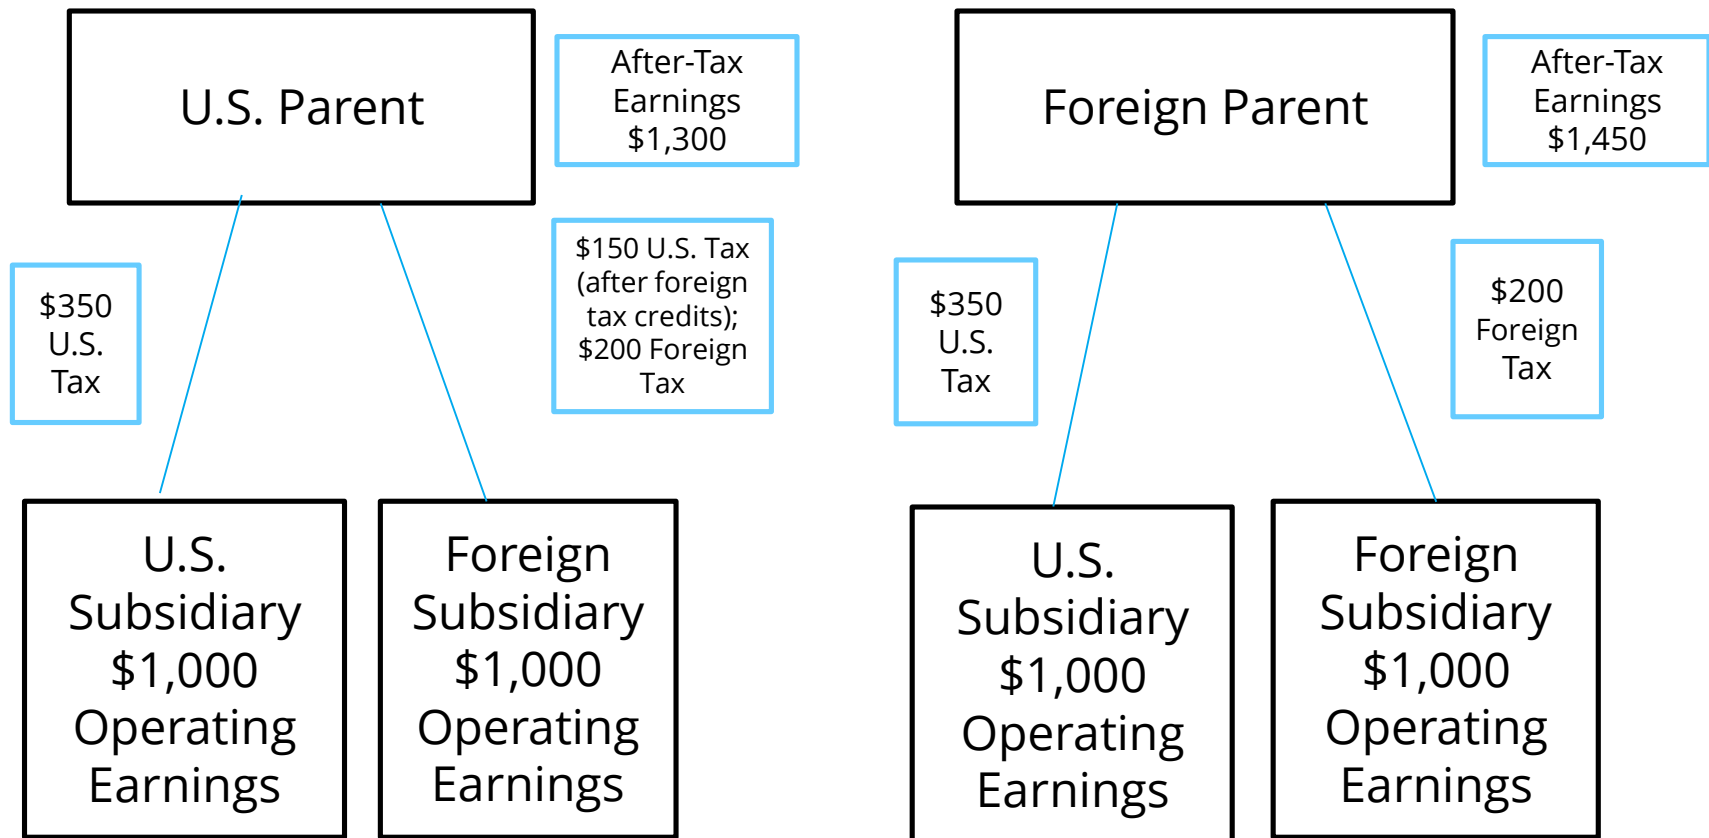 U.S. Parent
After-Tax
Earnings
$1,300
$350
U.S.
Tax
$150 U.S. Tax
(after foreign
tax credits);
$200 Foreign
Tax
U.S.
Subsidiary
$1,000
Operating
Earnings
Foreign
Subsidiary
$1,000
Operating
Earnings
Foreign Parent
After-Tax
Earnings
$1,450
$350
U.S.
Tax
$200
Foreign
Tax
U.S.
Subsidiary
$1,000
Operating
Earnings
Foreign
Subsidiary
$1,000
Operating
Earnings